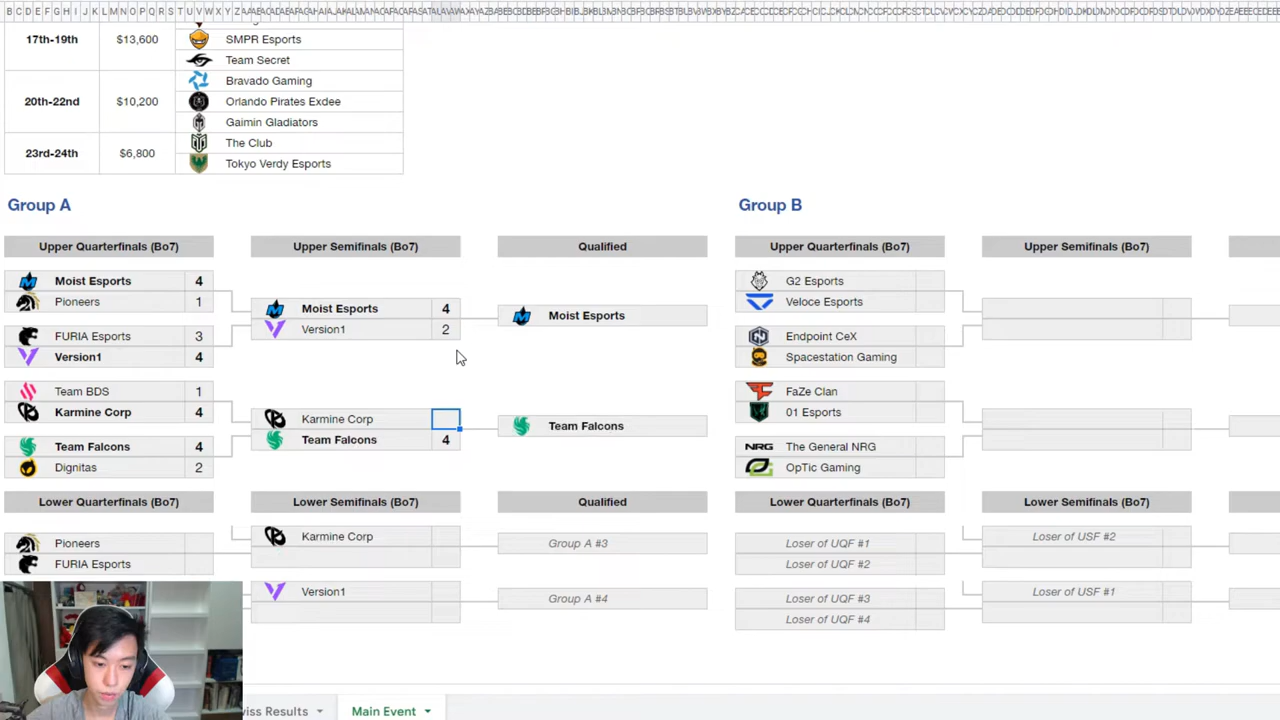 17th-19th $13,600 SMPR Esports
Team Secret
Bravado Gaming
20th-22nd $10,200 Orlando Pirates Exdee
Gaimin Gladiators
The Club
23rd-24th $6,800
Tokyo Verdy Esports
Group A
Upper Quarterfinals (Bo7) Upper Semifinals (Bo7) Qualified
Moist Esports 4
Pioneers 1
FURIA Esports 3
Version1 4
Team BDS 1
Karmine Corp 4
Team Falcons 4
Dignitas 2
Moist Esports 4
Version1 2
Karmine Corp
Team Falcons 4
Moist Esports
Team Falcons
Lower Quarterfinals (Bo7) Lower Semifinals (Bo7) Qualified
Pioneers
FURIA Esports
Karmine Corp
Version1
Group A #3
Group A #4
Group B
Upper Quarterfinals (Bo7) Upper Semifinals (Bo7)
G2 Esports
Veloce Esports
Endpoint CeX
Spacestation Gaming
FaZe Clan
01 Esports
NRG The General NRG
OpTic Gaming
Lower Quarterfinals (Bo7) Lower Semifinals (Bo7)
Loser of UQF #1
Loser of UQF #2
Loser of UQF #3
Loser of UQF #4
Loser of USF #2
Loser of USF #1
wiss Results Main Event